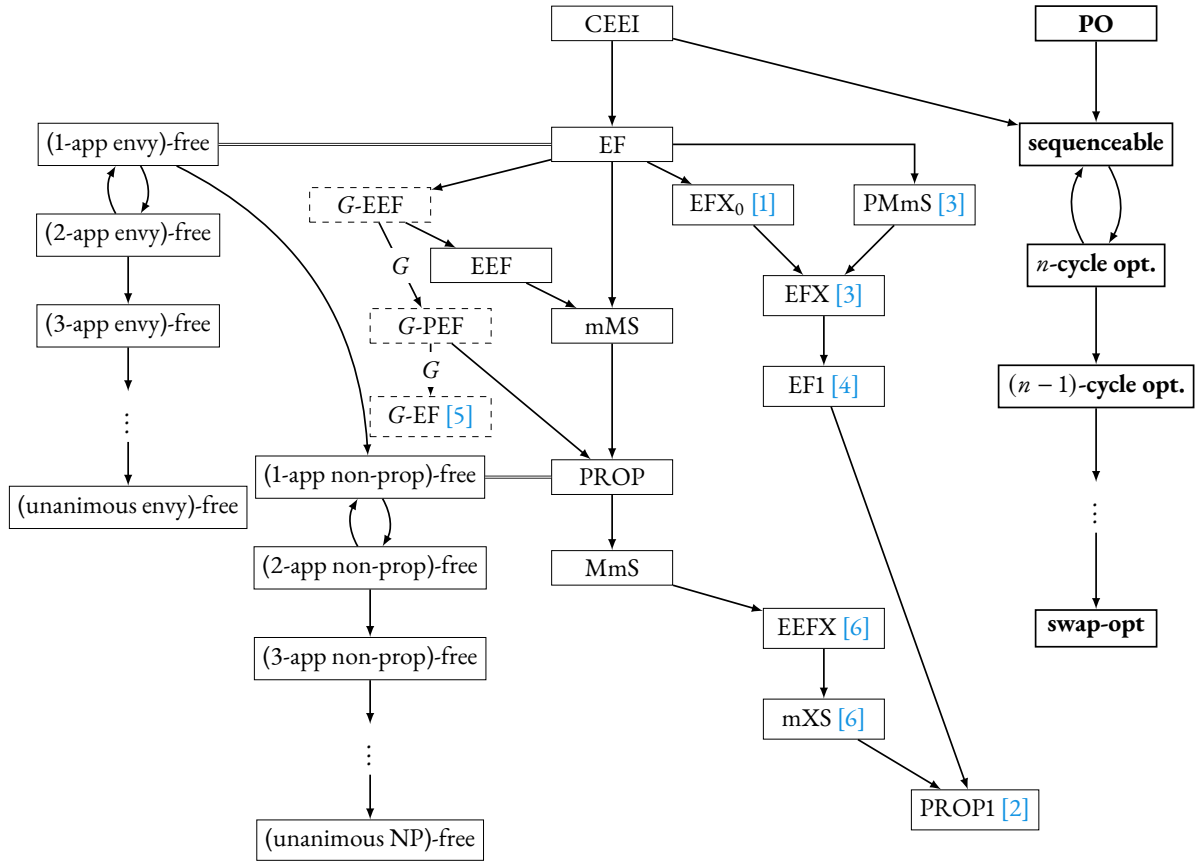 CEEI
PO
(1-app envy)-free
EF
sequenceable
G-EEF
EFX₀ [1]
PMmS [3]
(2-app envy)-free
G
EEF
n-cycle opt.
EFX [3]
(3-app envy)-free
G-PEF
mMS
G
EF1 [4]
(n − 1)-cycle opt.
⋮
G-EF [5]
(1-app non-prop)-free
PROP
(unanimous envy)-free
⋮
(2-app non-prop)-free
MmS
EEFX [6]
swap-opt
(3-app non-prop)-free
mXS [6]
⋮
PROP1 [2]
(unanimous NP)-free